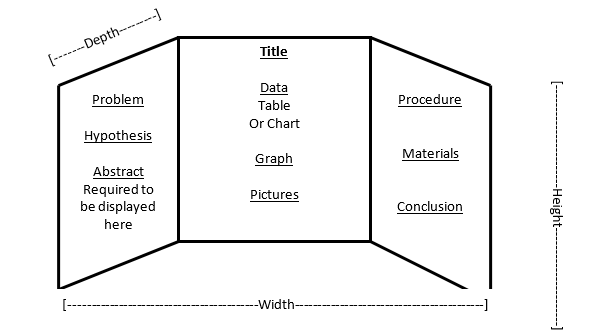 [-------Depth--------]
Problem
Hypothesis
Abstract
Required to
be displayed
here
Title
Data
Table
Or Chart
Graph
Pictures
Procedure
Materials
Conclusion
[------------------------Height------------------------]
[----------------------------------------Width----------------------------------------]